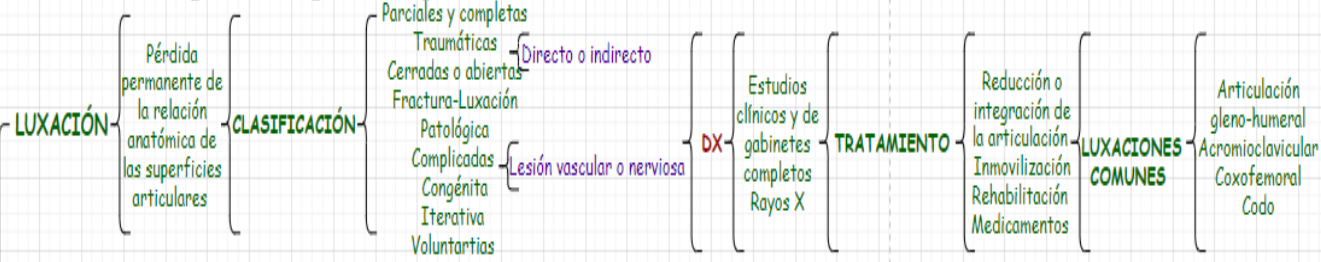 LUXACIÓN
Pérdida
permanente de
la relación
anatómica de
las superficies
articulares
CLASIFICACIÓN
Parciales y completas
Traumáticas
Cerradas o abiertas
Directo o indirecto
Fractura-Luxación
Patológica
Complicadas
Lesión vascular o nerviosa
Congénita
Iterativa
Voluntartias
DX
Estudios
clínicos y de
gabinetes
completos
Rayos X
TRATAMIENTO
Reducción o
integración de
la articulación
Inmovilización
Rehabilitación
Medicamentos
LUXACIONES
COMUNES
Articulación
gleno-humeral
Acromioclavicular
Coxofemoral
Codo